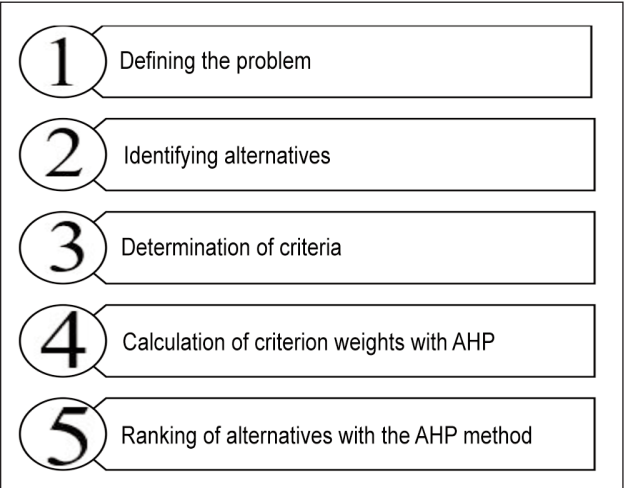 1 Defining the problem
2 Identifying alternatives
3 Determination of criteria
4 Calculation of criterion weights with AHP
5 Ranking of alternatives with the AHP method